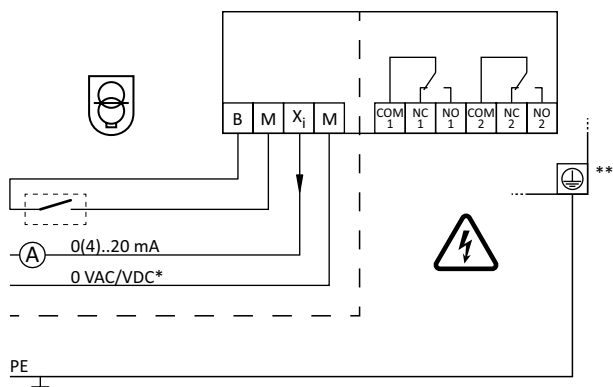 B M Xi M COM 1 NC 1 NO 1 COM 2 NC 2 NO 2
**
0(4)..20 mA
A
0 VAC/VDC*
PE